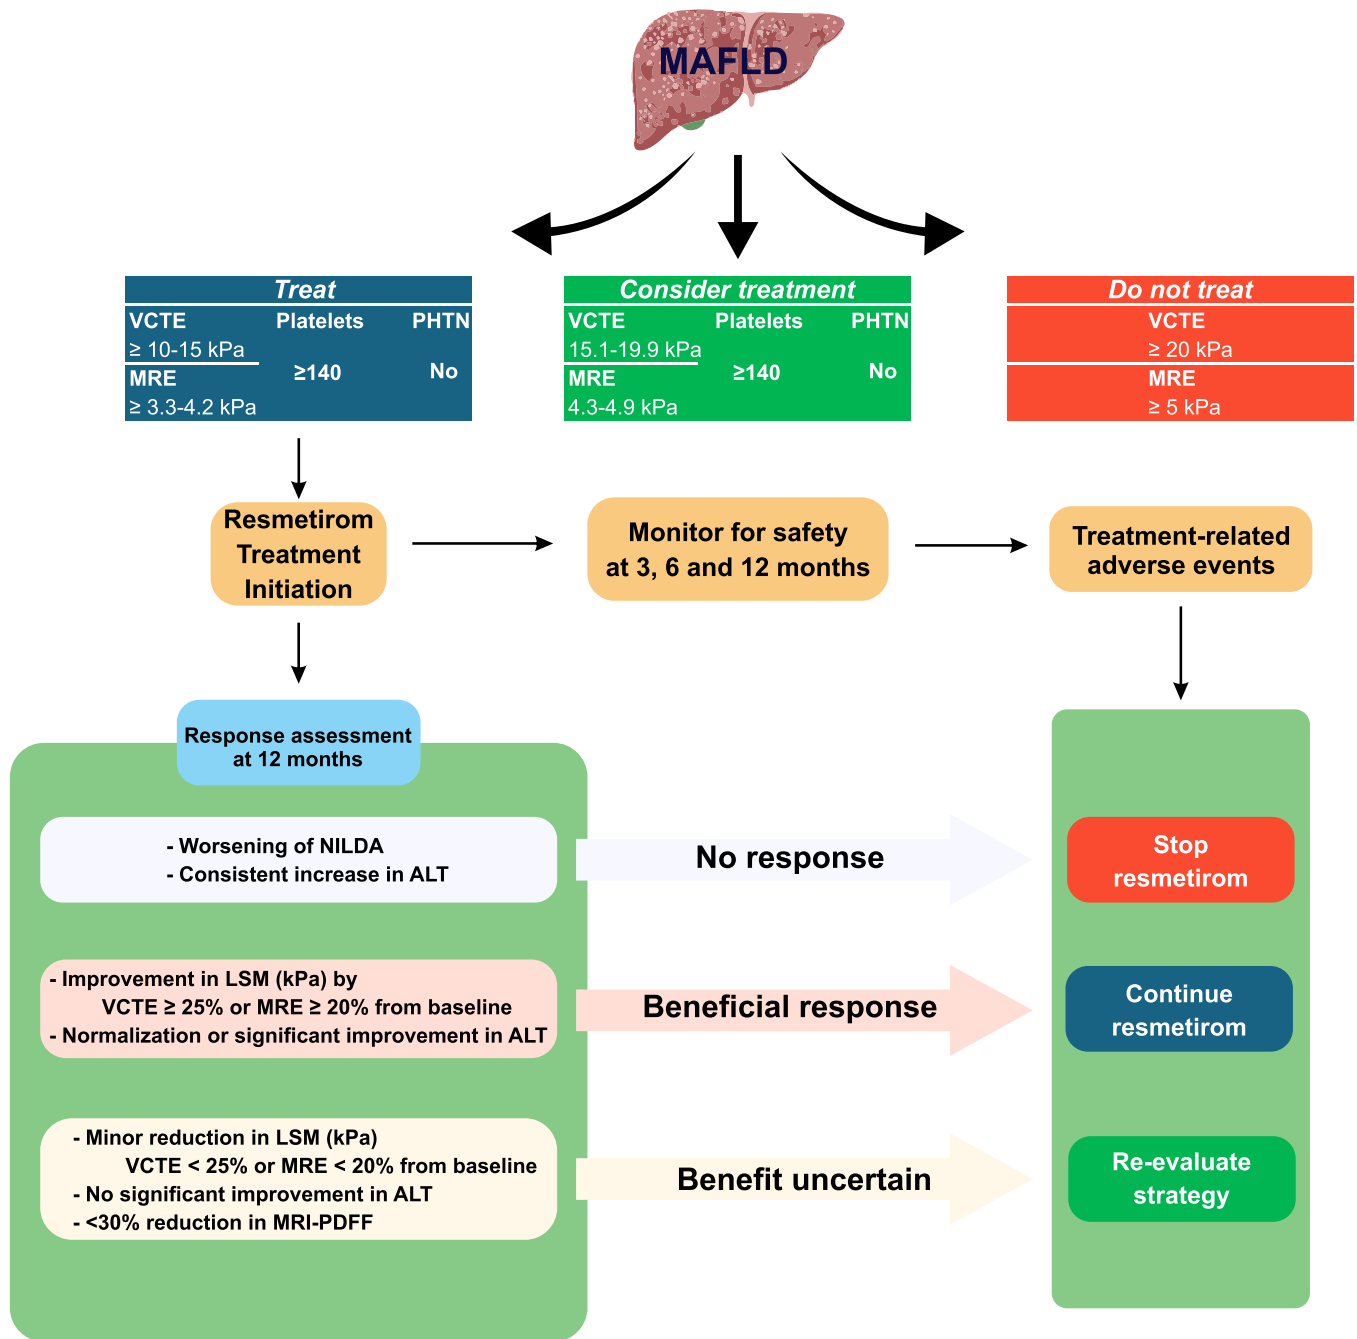 MAFLD
Treat
VCTE
≥ 10-15 kPa
MRE
≥ 3.3-4.2 kPa
Platelets
≥140
PHTN
No
Consider treatment
VCTE
15.1-19.9 kPa
MRE
4.3-4.9 kPa
Platelets
≥140
PHTN
No
Do not treat
VCTE
≥ 20 kPa
MRE
≥ 5 kPa
Resmetirom
Treatment
Initiation
Monitor for safety
at 3, 6 and 12 months
Treatment-related
adverse events
Response assessment
at 12 months
- Worsening of NILDA
- Consistent increase in ALT
No response
Stop
resmetirom
- Improvement in LSM (kPa) by
VCTE ≥ 25% or MRE ≥ 20% from baseline
- Normalization or significant improvement in ALT
Beneficial response
Continue
resmetirom
- Minor reduction in LSM (kPa)
VCTE < 25% or MRE < 20% from baseline
- No significant improvement in ALT
- <30% reduction in MRI-PDFF
Benefit uncertain
Re-evaluate
strategy